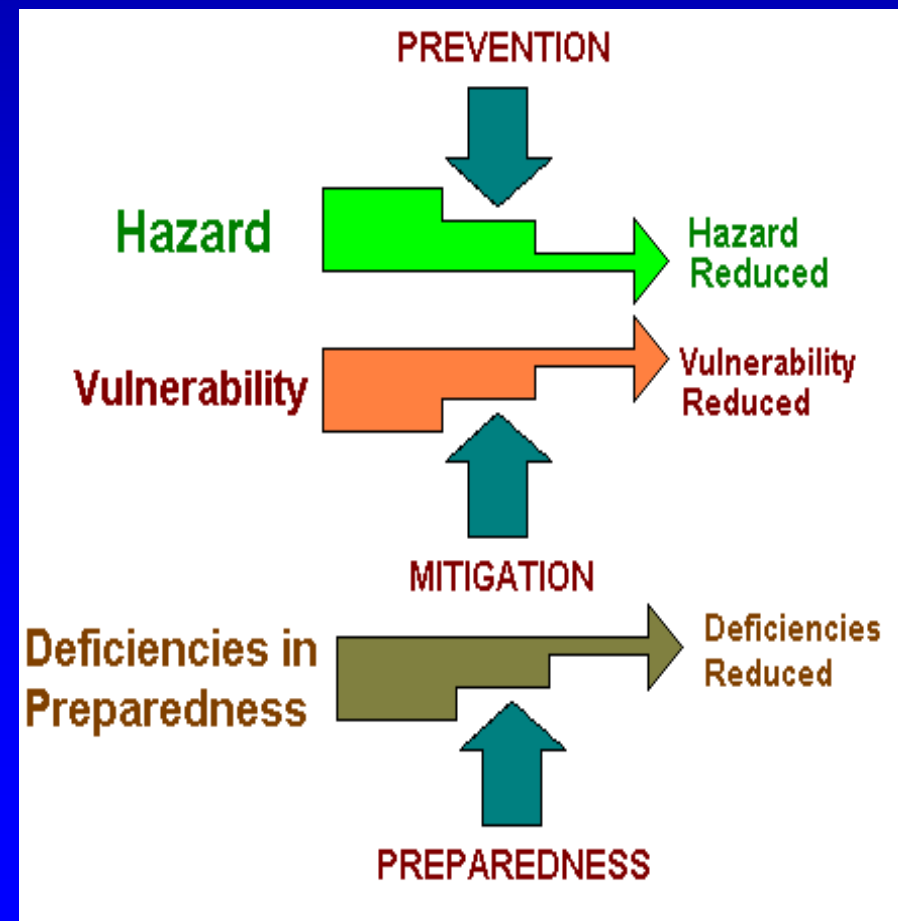 PREVENTION
Hazard
Hazard
Reduced
Vulnerability
Vulnerability
Reduced
MITIGATION
Deficiencies in
Preparedness
Deficiencies
Reduced
PREPAREDNESS